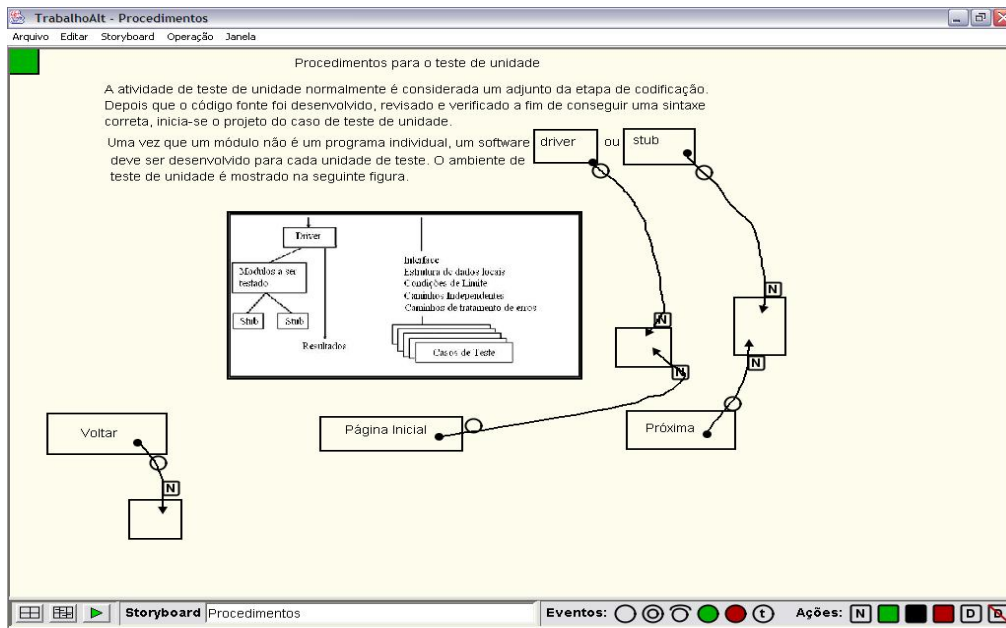 TrabalhoAlt - Procedimentos
Arquivo Editar Storyboard Operação Janela
Procedimentos para o teste de unidade
A atividade de teste de unidade normalmente é considerada um adjunto da etapa de codificação.
Depois que o código fonte foi desenvolvido, revisado e verificado a fim de conseguir uma sintaxe
correta, inicia-se o projeto do caso de teste de unidade.
Uma vez que um módulo não é um programa individual, um software driver ou stub
deve ser desenvolvido para cada unidade de teste. O ambiente de
teste de unidade é mostrado na seguinte figura.
Driver
Modulos a ser
testado
Stub Stub
Resultados
Interface
Estrutura de dados locais
Condições de Limite
Caminhos Independentes
Caminhos de tratamento de erros
Casos de Teste
N
N
N
N
Voltar
Página Inicial
Próxima
N
Storyboard Procedimentos Eventos: t Ações: N D D